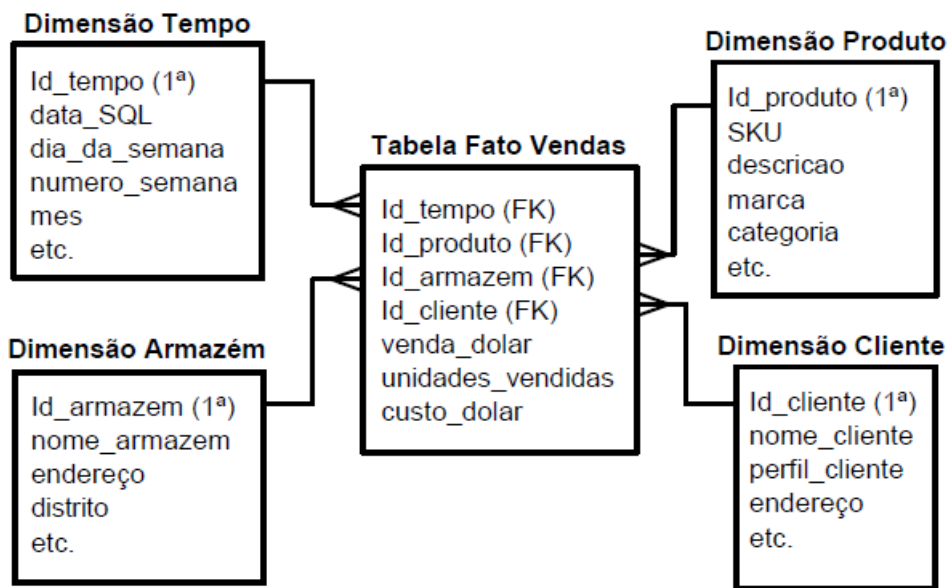 Dimensão Tempo
Id_tempo (1ª)
data_SQL
dia_da_semana
numero_semana
mes
etc.
Dimensão Produto
Id_produto (1ª)
SKU
descricao
marca
categoria
etc.
Tabela Fato Vendas
Id_tempo (FK)
Id_produto (FK)
Id_armazem (FK)
Id_cliente (FK)
venda_dolar
unidades_vendidas
custo_dolar
Dimensão Armazém
Id_armazem (1ª)
nome_armazem
endereço
distrito
etc.
Dimensão Cliente
Id_cliente (1ª)
nome_cliente
perfil_cliente
endereço
etc.